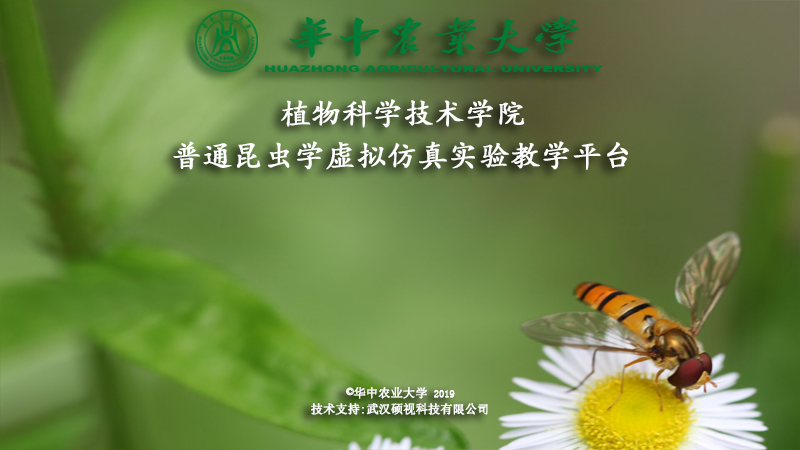 華中农業大学
HUAZHONG AGRICULTURAL UNIVERSITY
植物科学技术学院
普通昆虫学虚拟仿真实验教学平台
©华中农业大学 2019
技术支持:武汉硕视科技有限公司